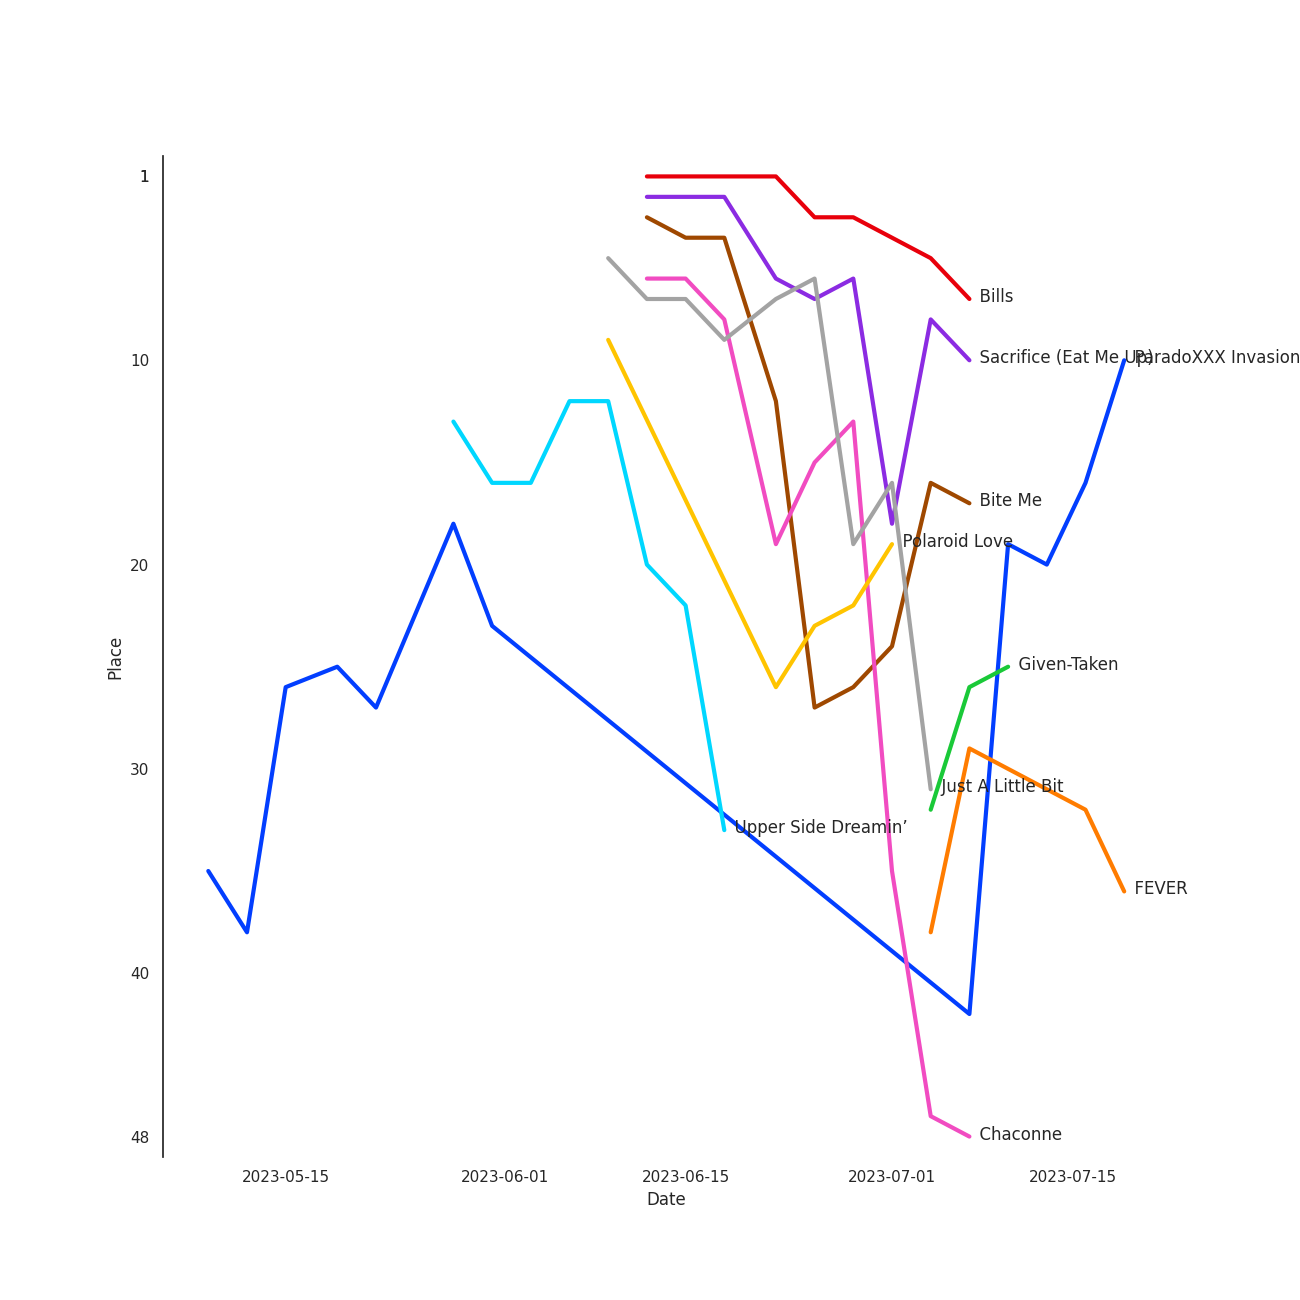 1
10
20
30
40
48
Place
Bills
Sacrifice (Eat Me Up)
ParadoXXX Invasion
Bite Me
Polaroid Love
Given-Taken
Just A Little Bit
Upper Side Dreamin’
FEVER
Chaconne
2023-05-15
2023-06-01
2023-06-15
2023-07-01
2023-07-15
Date